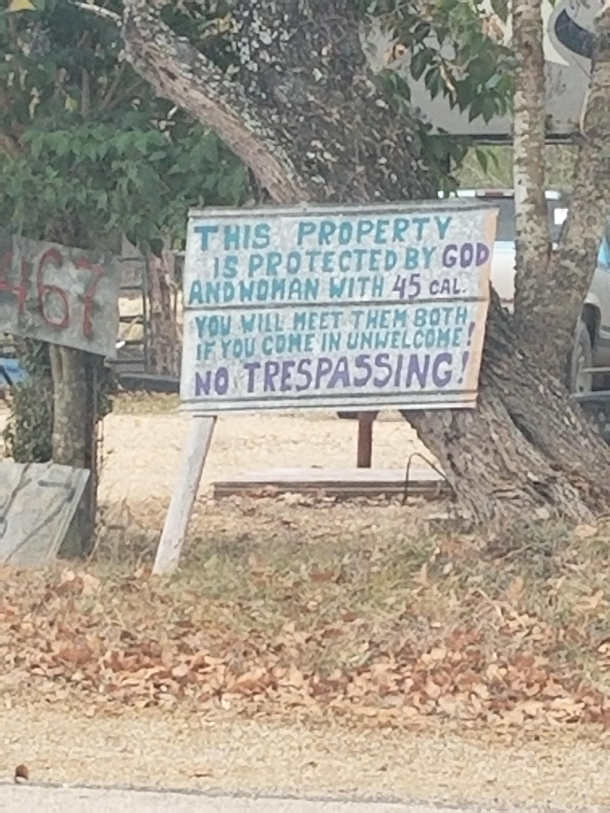 467
THIS PROPERTY
IS PROTECTED BY GOD
AND WOMAN WITH 45 CAL.
YOU WILL MEET THEM BOTH
IF YOU COME IN UNWELCOME!
NO TRESPASSING!